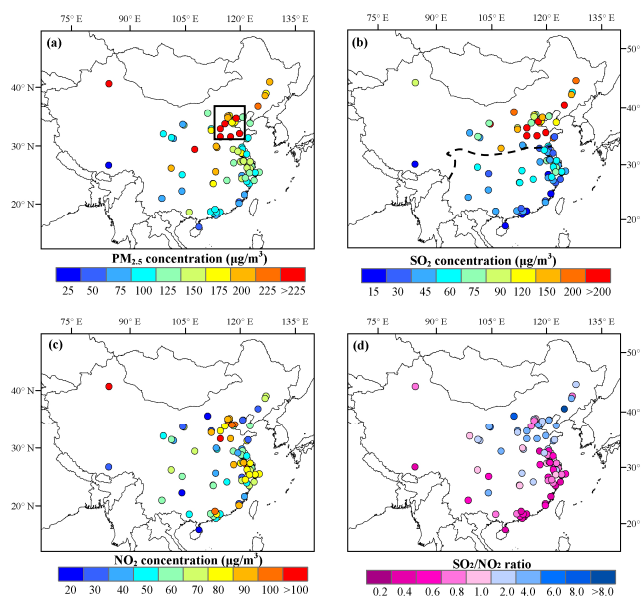 75° E 90° E 105° E 120° E 135° E
75° E 90° E 105° E 120° E 135° E
(a)
(b)
40° N
30° N
20° N
50° N
40° N
30° N
20° N
PM2.5 concentration (μg/m³)
25 50 75 100 125 150 175 200 225 >225
SO2 concentration (μg/m³)
15 30 45 60 75 90 120 150 200 >200
75° E 90° E 105° E 120° E 135° E
75° E 90° E 105° E 120° E 135° E
(c)
(d)
40° N
30° N
20° N
50° N
40° N
30° N
20° N
NO2 concentration (μg/m³)
20 30 40 50 60 70 80 90 100 >100
SO2/NO2 ratio
0.2 0.4 0.6 0.8 1.0 2.0 4.0 6.0 8.0 >8.0